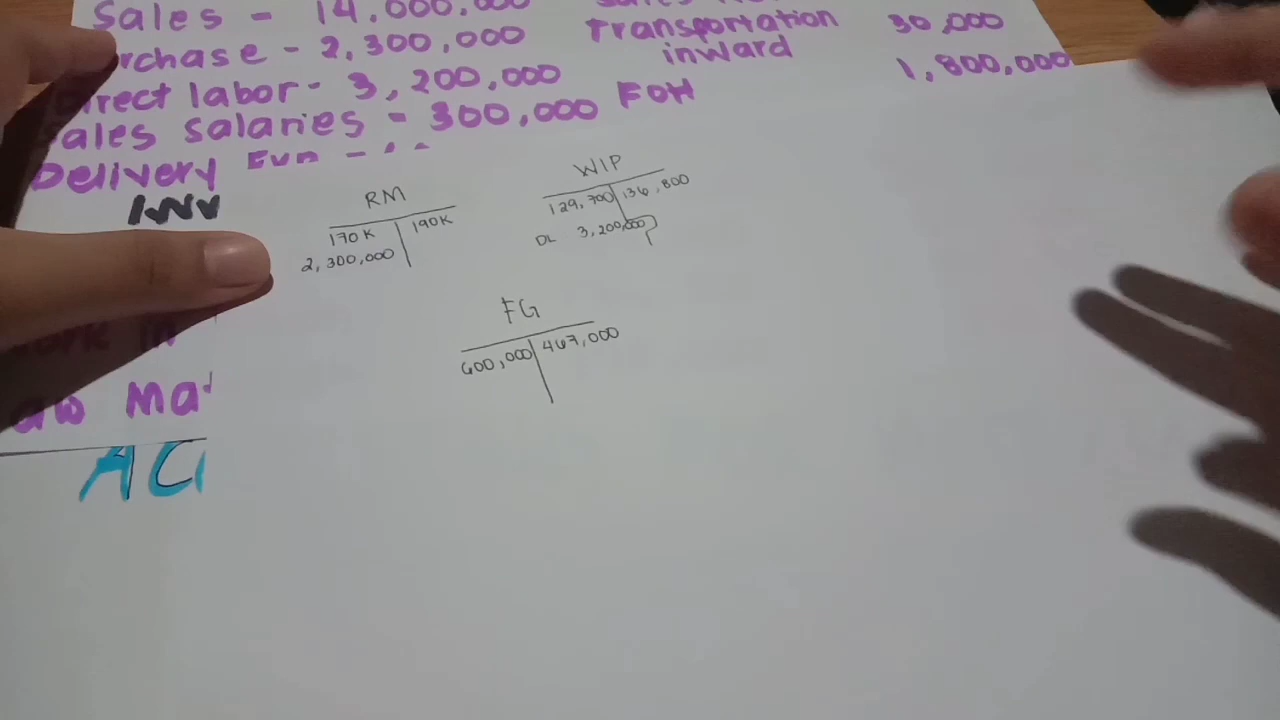 Sales - 14,000,000
rchase - 2,300,000
Transportation inward 30,000
Direct labor - 3,200,000
FOH 1,800,000
Sales salaries - 300,000
Delivery
RM
170K 190K
2,300,000
WIP
129,700 136,800
DL 3,200,000
FG
600,000 467,000
Ma
AC